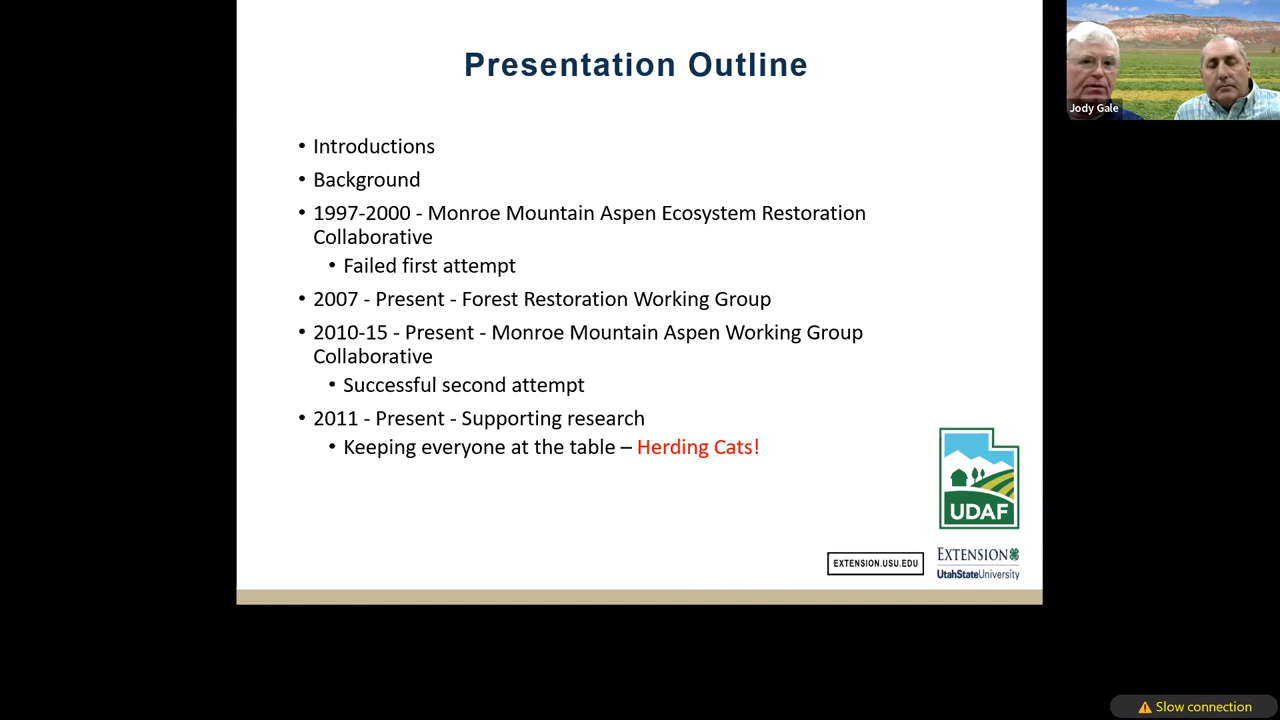 Presentation Outline
• Introductions
• Background
• 1997-2000 - Monroe Mountain Aspen Ecosystem Restoration
Collaborative
• Failed first attempt
• 2007 - Present - Forest Restoration Working Group
• 2010-15 - Present - Monroe Mountain Aspen Working Group
Collaborative
• Successful second attempt
• 2011 - Present - Supporting research
• Keeping everyone at the table – Herding Cats!
UDAF
EXTENSION.USU.EDU
EXTENSION
UtahStateUniversity
Jody Gale
Slow connection